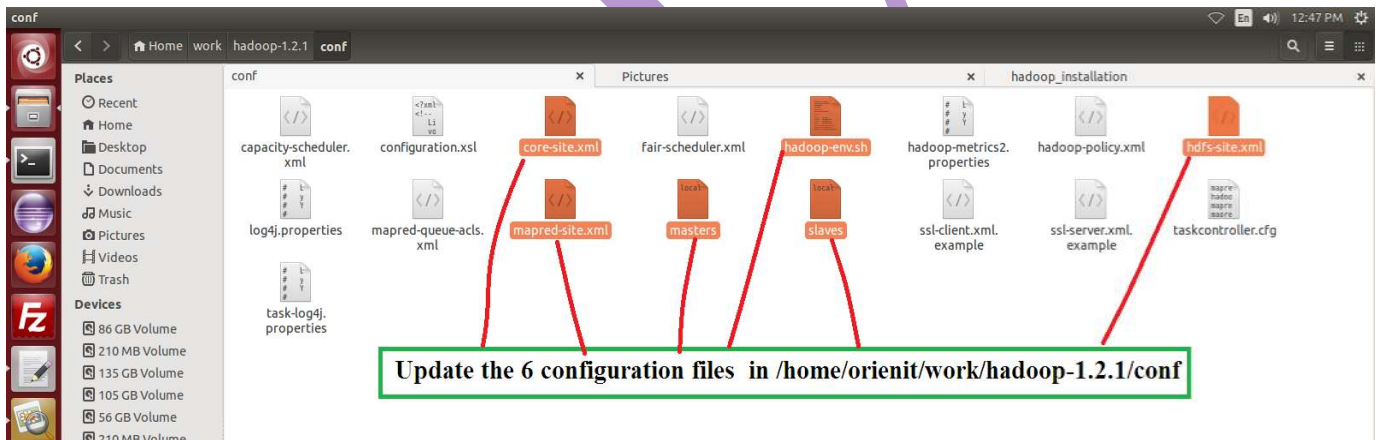 conf
En
12:47 PM
Home work hadoop-1.2.1 conf
Places
Recent
Home
Desktop
Documents
Downloads
Music
Pictures
Videos
Trash
Devices
86 GB Volume
210 MB Volume
135 GB Volume
105 GB Volume
56 GB Volume
210 MB Volume
conf
Pictures
hadoop_installation
capacity-scheduler.
xml
configuration.xsl
core-site.xml
fair-scheduler.xml
hadoop-env.sh
hadoop-metrics2.
properties
hadoop-policy.xml
hdfs-site.xml
log4j.properties
mapred-queue-acls.
xml
mapred-site.xml
masters
slaves
ssl-client.xml.
example
ssl-server.xml.
example
taskcontroller.cfg
task-log4j.
properties
Update the 6 configuration files in /home/orienit/work/hadoop-1.2.1/conf